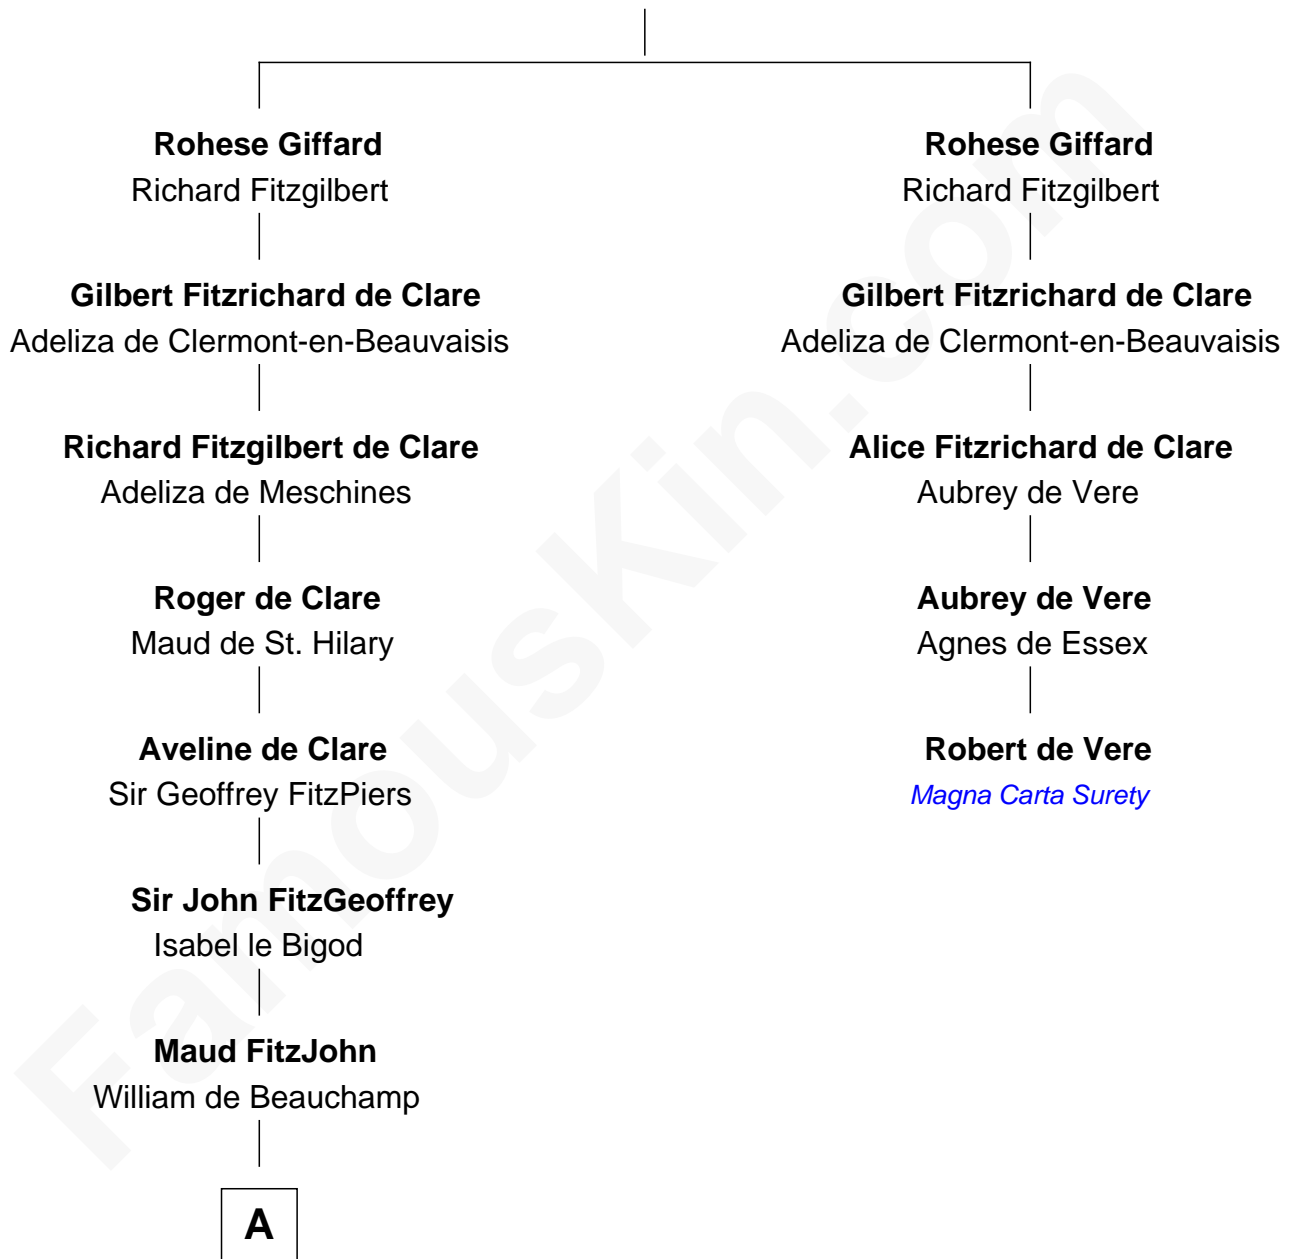 Rohese Giffard
Richard Fitzgilbert
Gilbert Fitzrichard de Clare
Adeliza de Clermont-en-Beauvaisis
Richard Fitzgilbert de Clare
Adeliza de Meschines
Roger de Clare
Maud de St. Hilary
Aveline de Clare
Sir Geoffrey FitzPiers
Sir John FitzGeoffrey
Isabel le Bigod
Maud FitzJohn
William de Beauchamp
A
Rohese Giffard
Richard Fitzgilbert
Gilbert Fitzrichard de Clare
Adeliza de Clermont-en-Beauvaisis
Alice Fitzrichard de Clare
Aubrey de Vere
Aubrey de Vere
Agnes de Essex
Robert de Vere
Magna Carta Surety
FamousKin.com